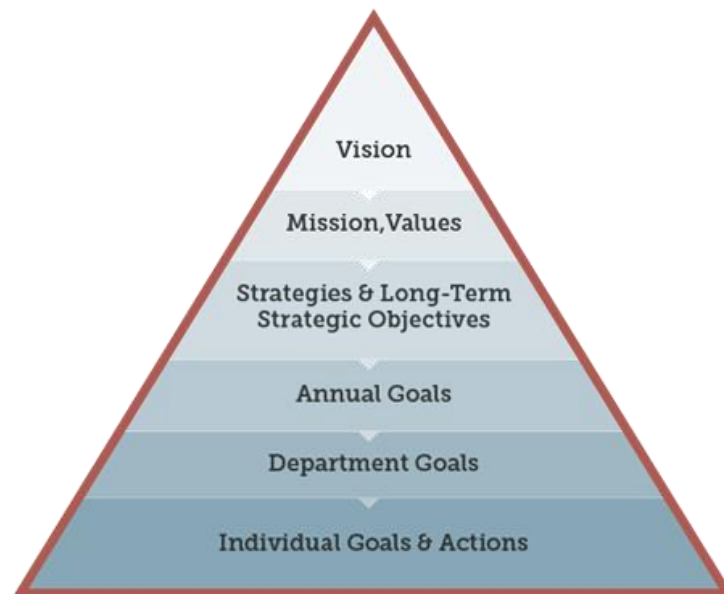 Vision
Mission,Values
Strategies & Long-Term
Strategic Objectives
Annual Goals
Department Goals
Individual Goals & Actions